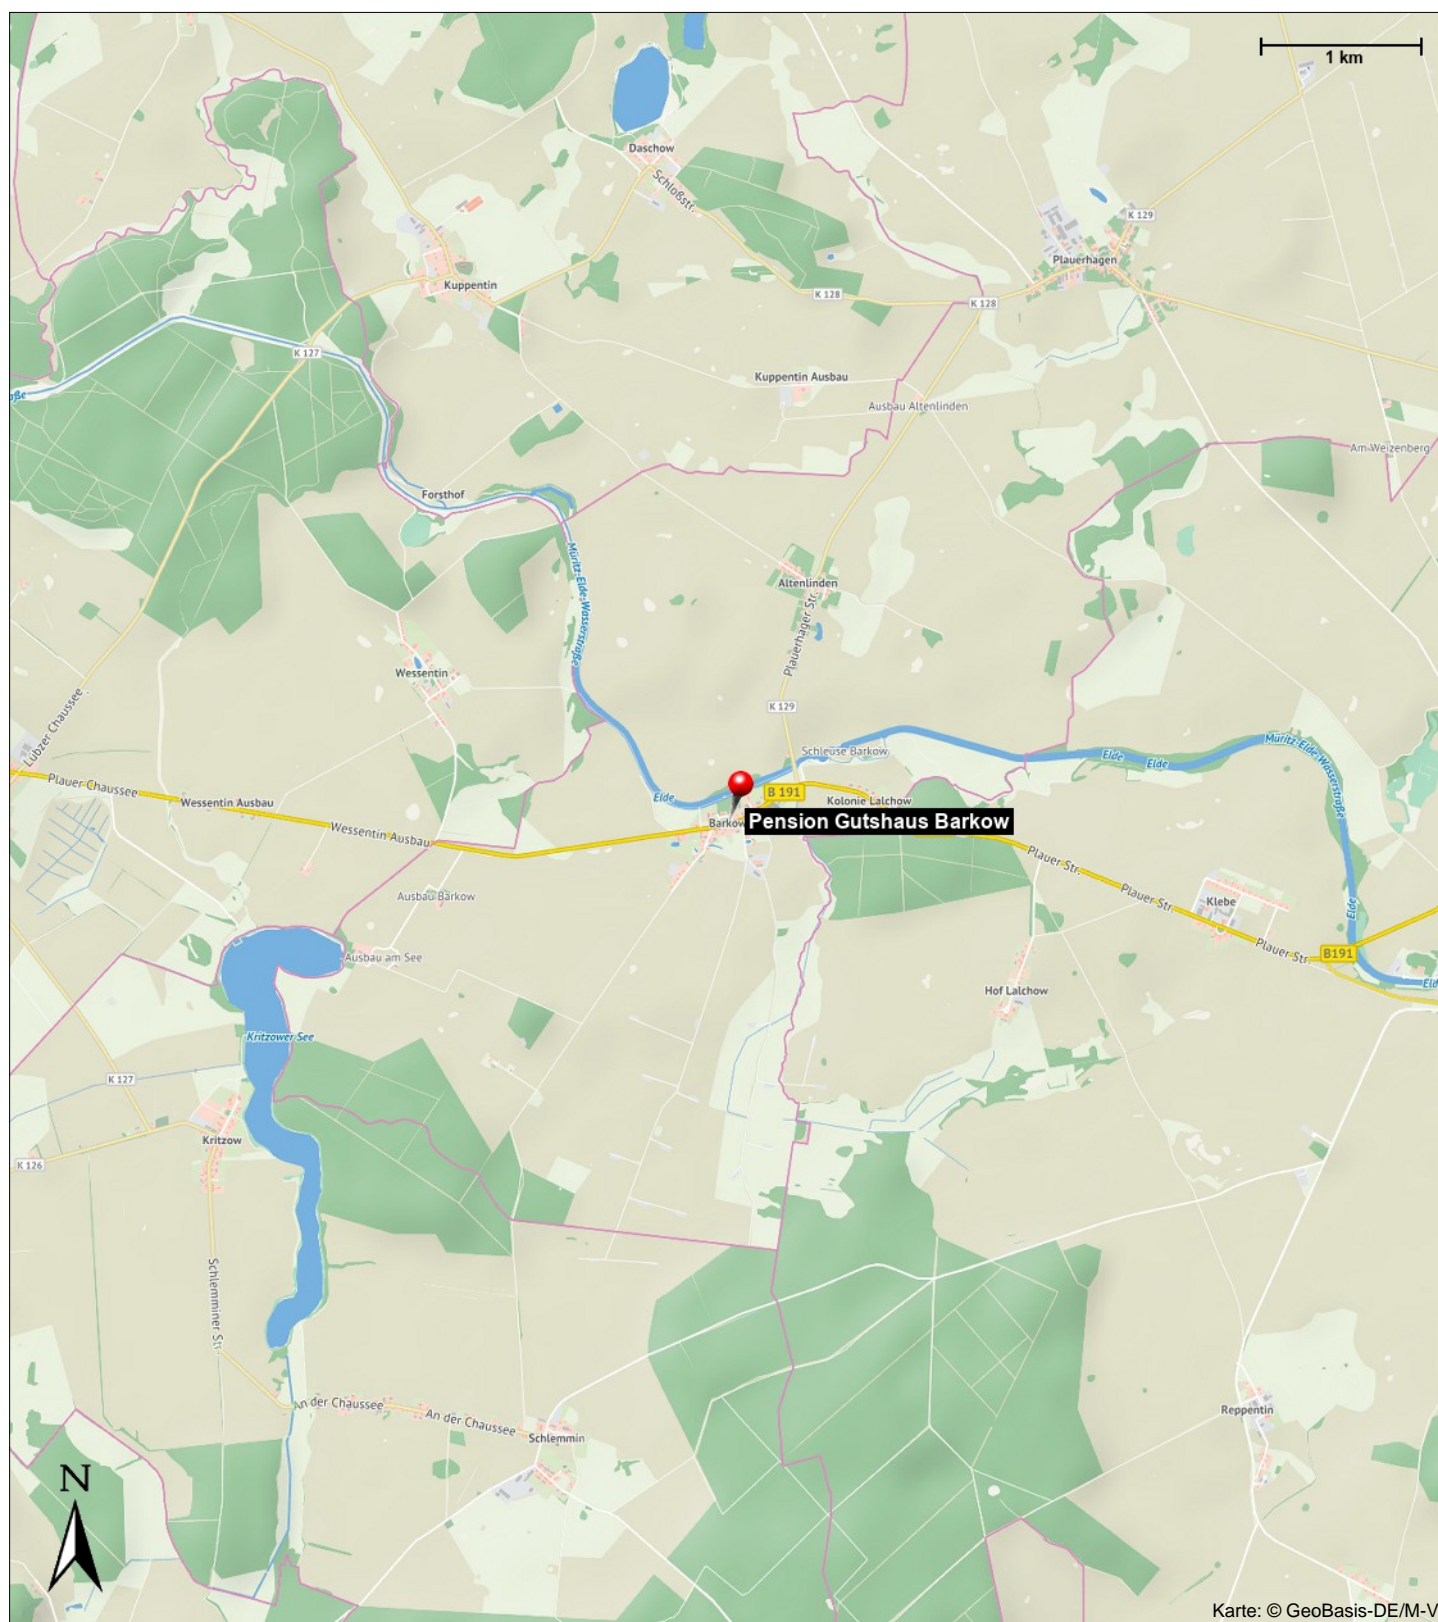 1 km
Daschow
Schloßstr.
K 129
Plauerhagen
Kuppentin
K 128
K 128
K 127
Kuppentin Ausbau
aße
Ausbau Altenlinden
Am Weizenberg
Forsthof
Müritz-Elde-Wasserstraße
Altenlinden
Plauerhager Str.
Wessentin
K 129
Lübzer Chaussee
Schleuse Barkow
Müritz-Elde-Wasserstraße
Elde
Elde
Plauer Chaussee
Wessentin Ausbau
Elde
B 191
Kolonie Lalchow
Barkow
Pension Gutshaus Barkow
Wessentin Ausbau
Plauer Str.
Plauer Str.
Klebe
Elde
Ausbau Barkow
Plauer Str.
B191
Ausbau am See
Eld
Hof Lalchow
Kritzower See
K 127
Kritzow
K 126
Schlemminer Str.
An der Chaussee
An der Chaussee
Schlemmin
Reppentin
N
Karte: © GeoBasis-DE/M-V